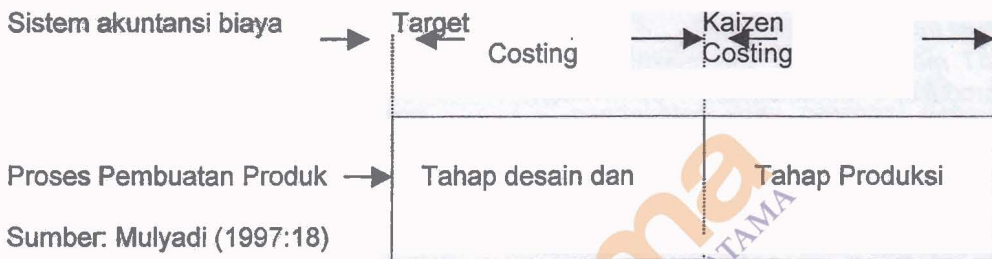 Sistem akuntansi biaya
Target
Costing
Kaizen
Costing
Proses Pembuatan Produk
Tahap desain dan
Tahap Produksi
Sumber: Mulyadi (1997:18)